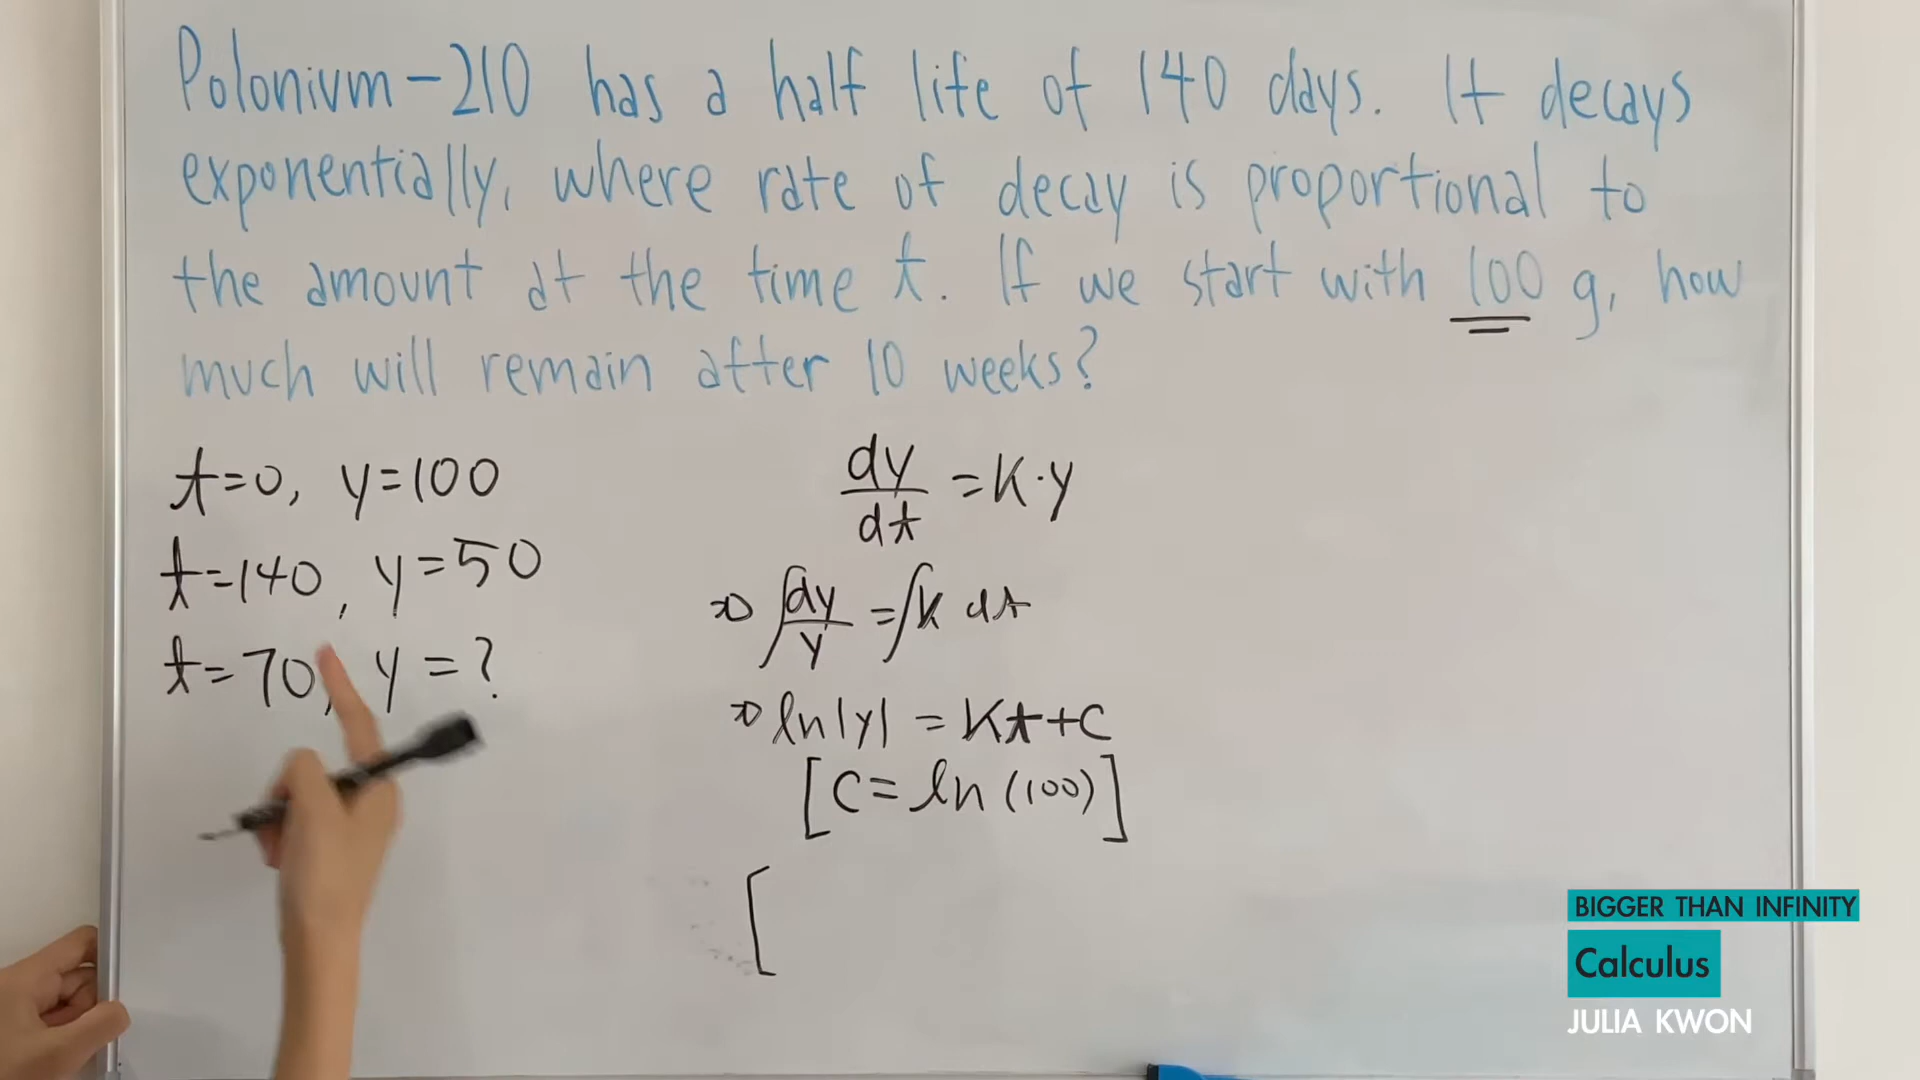 Polonium-210 has a half life of 140 days. It decays
exponentially, where rate of decay is proportional to
the amount at the time t. If we start with 100 g, how
much will remain after 10 weeks?
t=0, y=100
t=140, y=50
t=70, y=?
dy/dt = k·y
⇒ ∫dy/y = ∫k dt
⇒ ln|y| = kt+c
[c= ln (100)]
[
BIGGER THAN INFINITY
Calculus
JULIA KWON